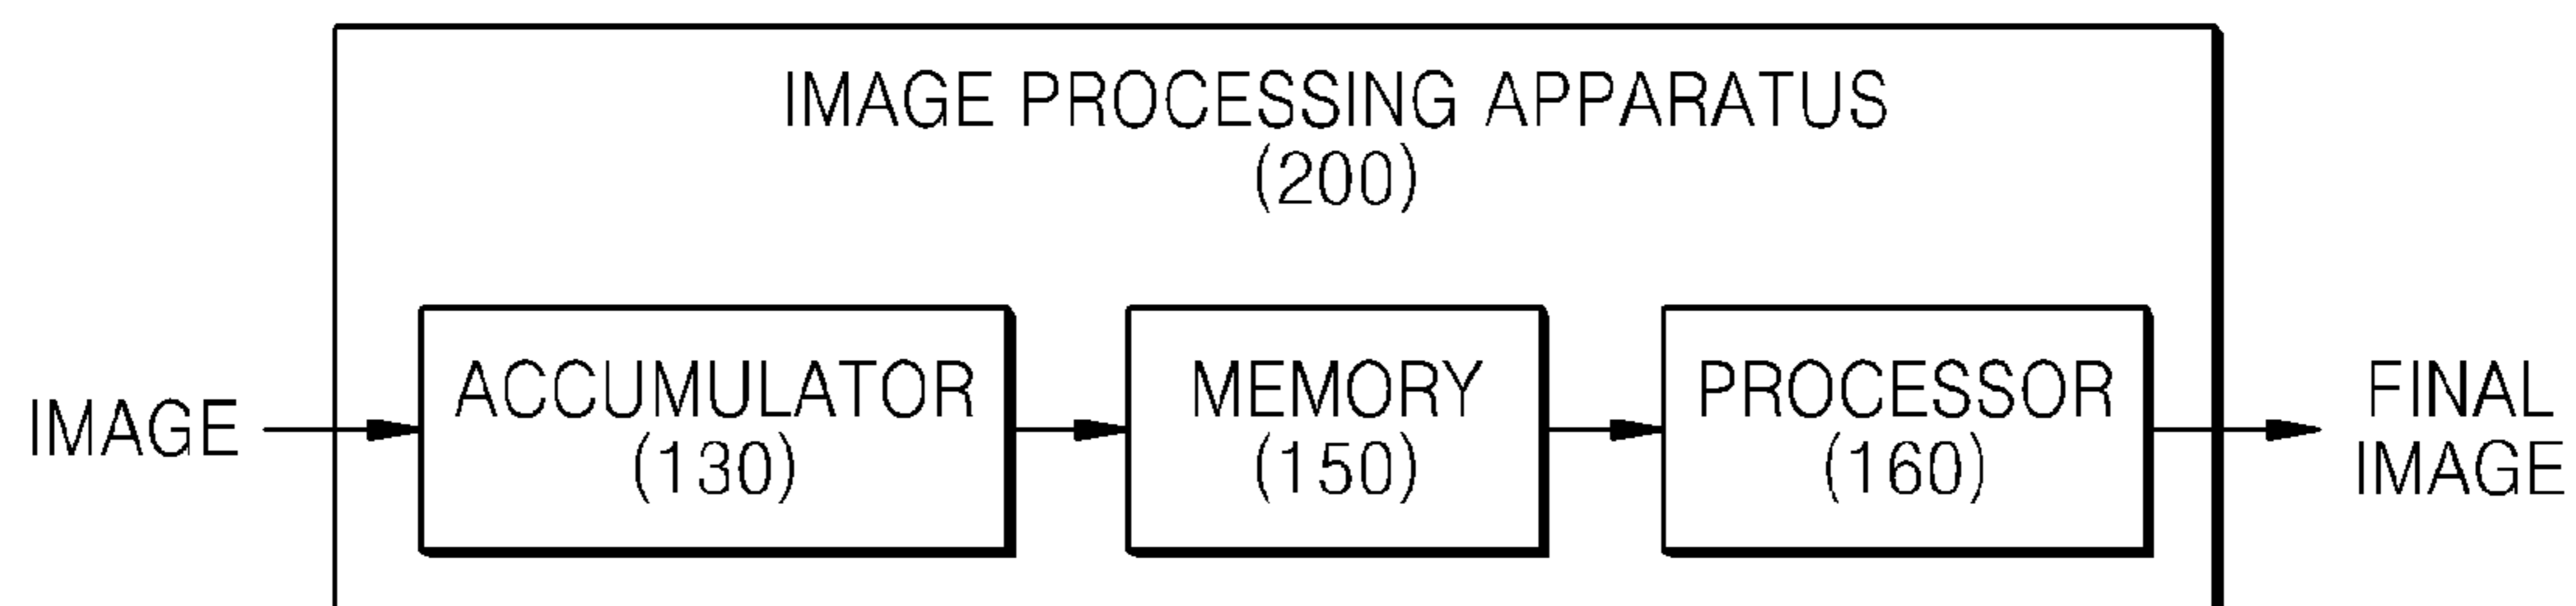 IMAGE PROCESSING APPARATUS
(200)
IMAGE
ACCUMULATOR
(130)
MEMORY
(150)
PROCESSOR
(160)
FINAL
IMAGE